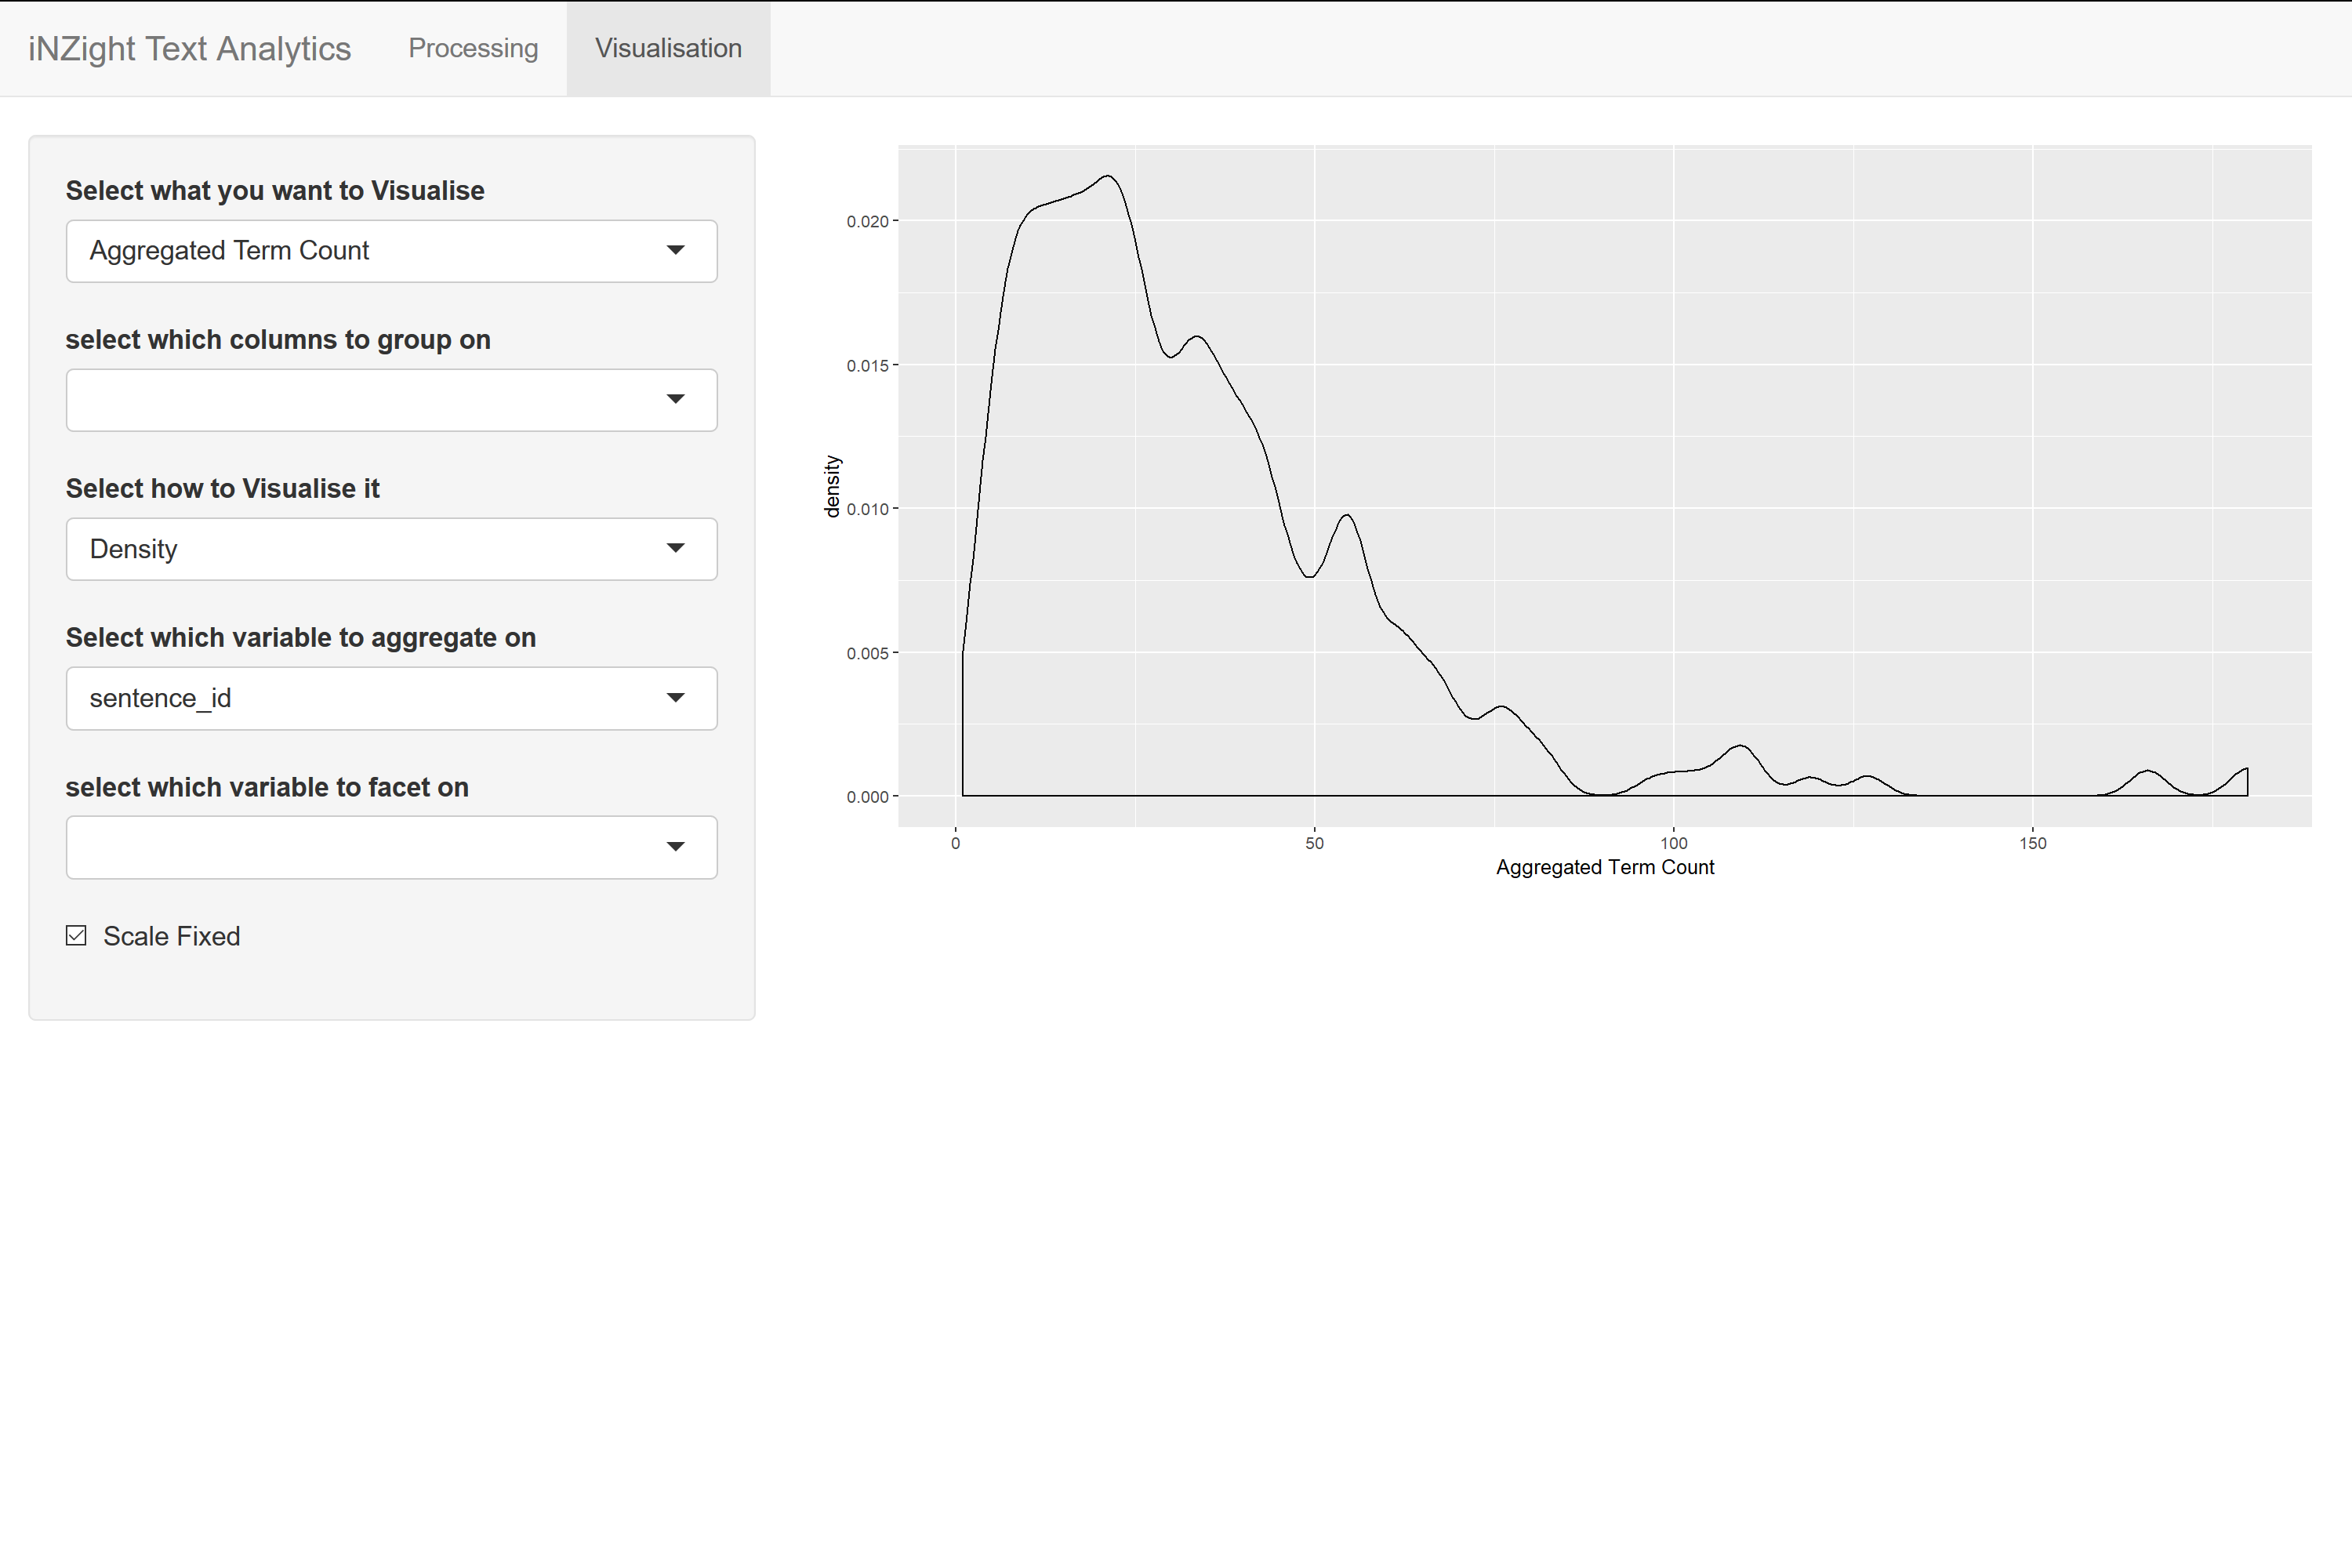 iNZight Text Analytics Processing Visualisation
Select what you want to Visualise
Aggregated Term Count
select which columns to group on
Select how to Visualise it
Density
Select which variable to aggregate on
sentence_id
select which variable to facet on
Scale Fixed
density
0.020
0.015
0.010
0.005
0.000
0 50 100 150
Aggregated Term Count